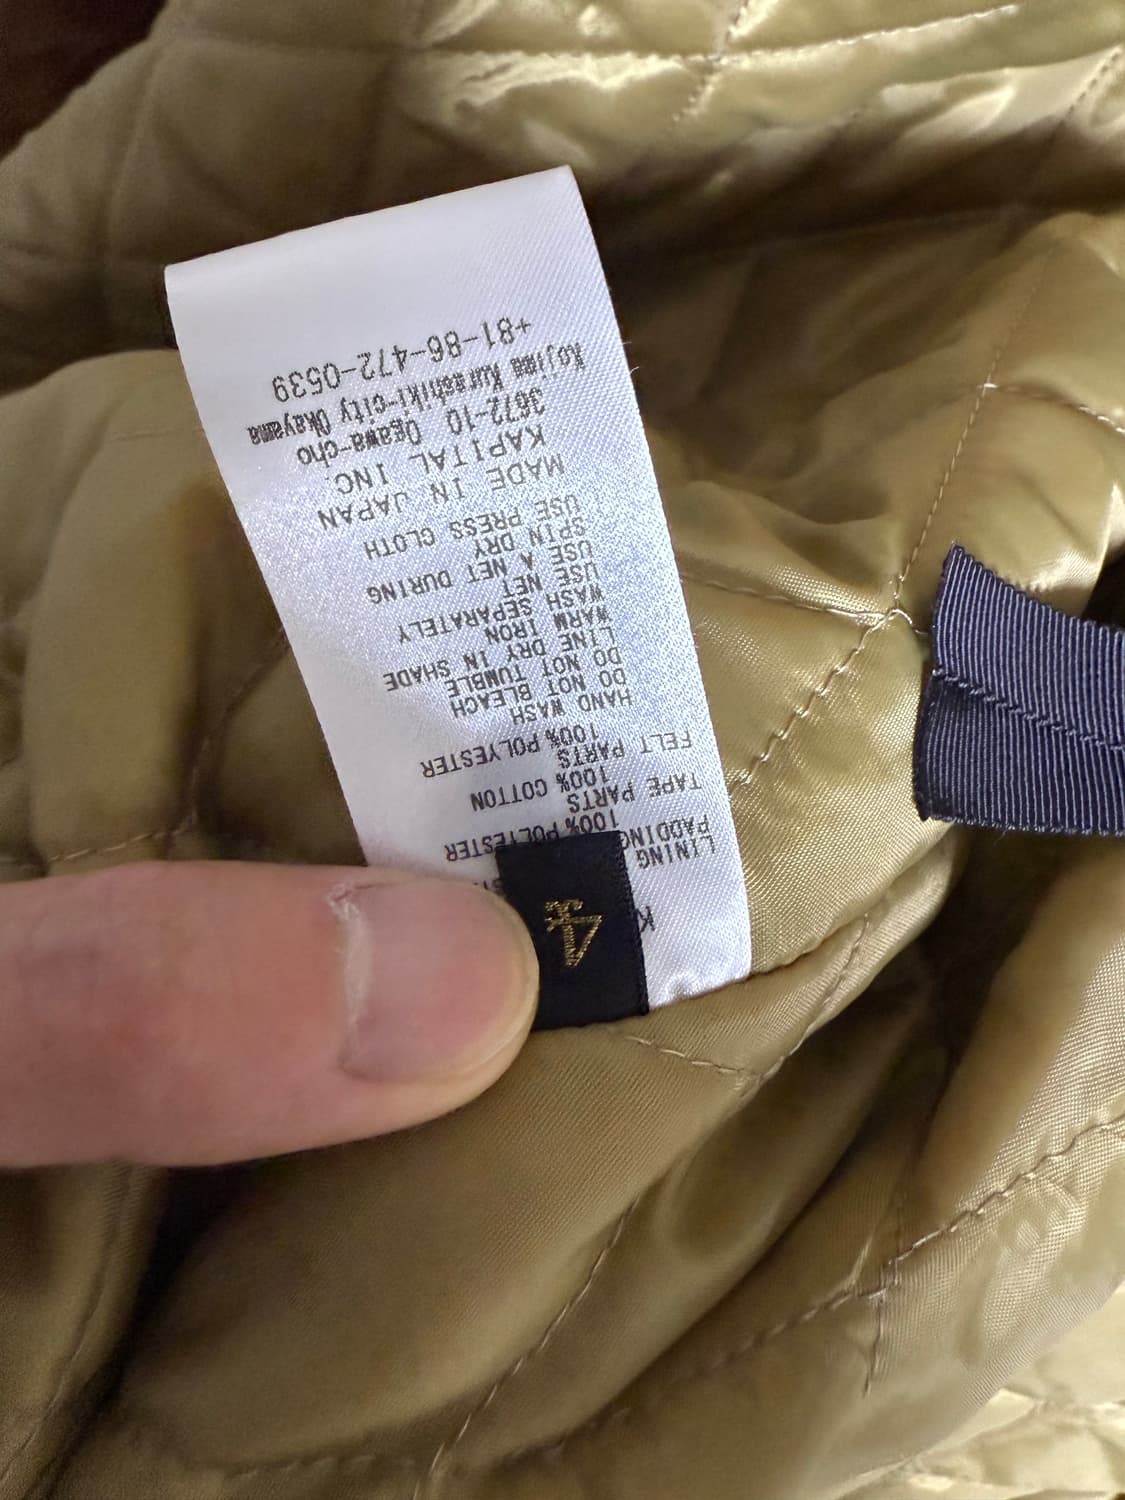 4
LINING
PADDING
100% POLYESTER
TAPE PARTS
100% COTTON
FELT PARTS
100% POLYESTER
HAND WASH
DO NOT BLEACH
DO NOT TUMBLE
LINE DRY IN SHADE
WARM IRON
WASH SEPARATELY
USE NET
USE A NET DURING
SPIN DRY
USE PRESS CLOTH
MADE IN JAPAN
KAPITAL INC.
3672-10 Ogawa-cho
Kojima Kurashiki-city Okayama
+81-86-472-0539